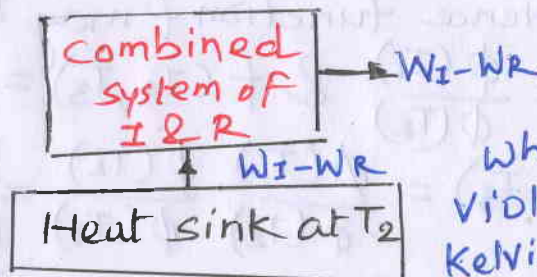 combined
system of
I & R
WI-WR
WI-WR
Heat sink at T2
Wh
Viol
Kelvi